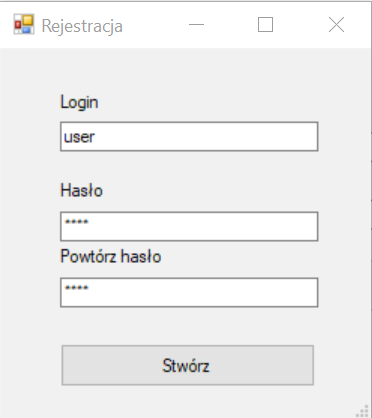 Rejestracja
Login
user
Hasło
****
Powtórz hasło
****
Stwórz